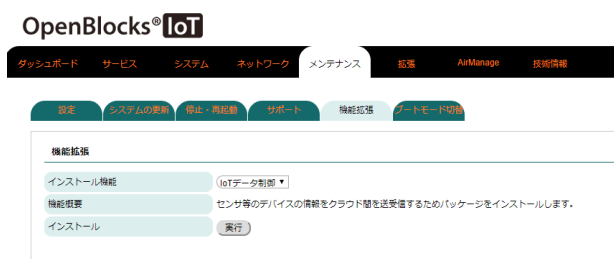 OpenBlocks® IoT
ダッシュボード サービス システム ネットワーク メンテナンス 拡張 AirManage 技術情報
設定 システムの更新 停止・再起動 サポート 機能拡張 ブートモード切替
機能拡張
インストール機能 IoTデータ制御
機能概要 センサ等のデバイスの情報をクラウド間を送受信するためパッケージをインストールします。
インストール 実行